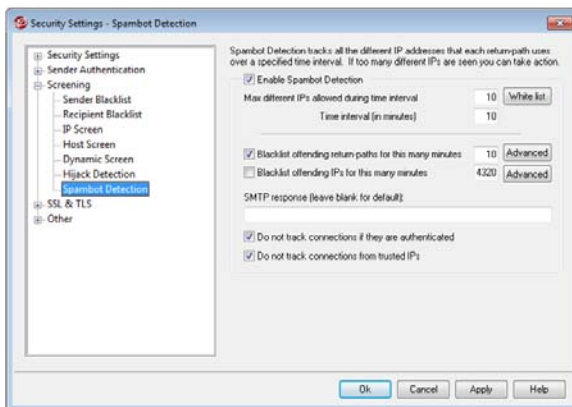 Security Settings - Spambot Detection
Security Settings
Sender Authentication
Screening
Sender Blacklist
Recipient Blacklist
IP Screen
Host Screen
Dynamic Screen
Hijack Detection
Spambot Detection
SSL & TLS
Other
Spambot Detection tracks all the different IP addresses that each return-path uses
over a specified time interval. If too many different IPs are seen you can take action.
Enable Spambot Detection
Max different IPs allowed during time interval 10 White list
Time interval (in minutes) 10
Blacklist offending return-paths for this many minutes 10 Advanced
Blacklist offending IPs for this many minutes 4320 Advanced
SMTP response (leave blank for default):
Do not track connections if they are authenticated
Do not track connections from trusted IPs
Ok Cancel Apply Help